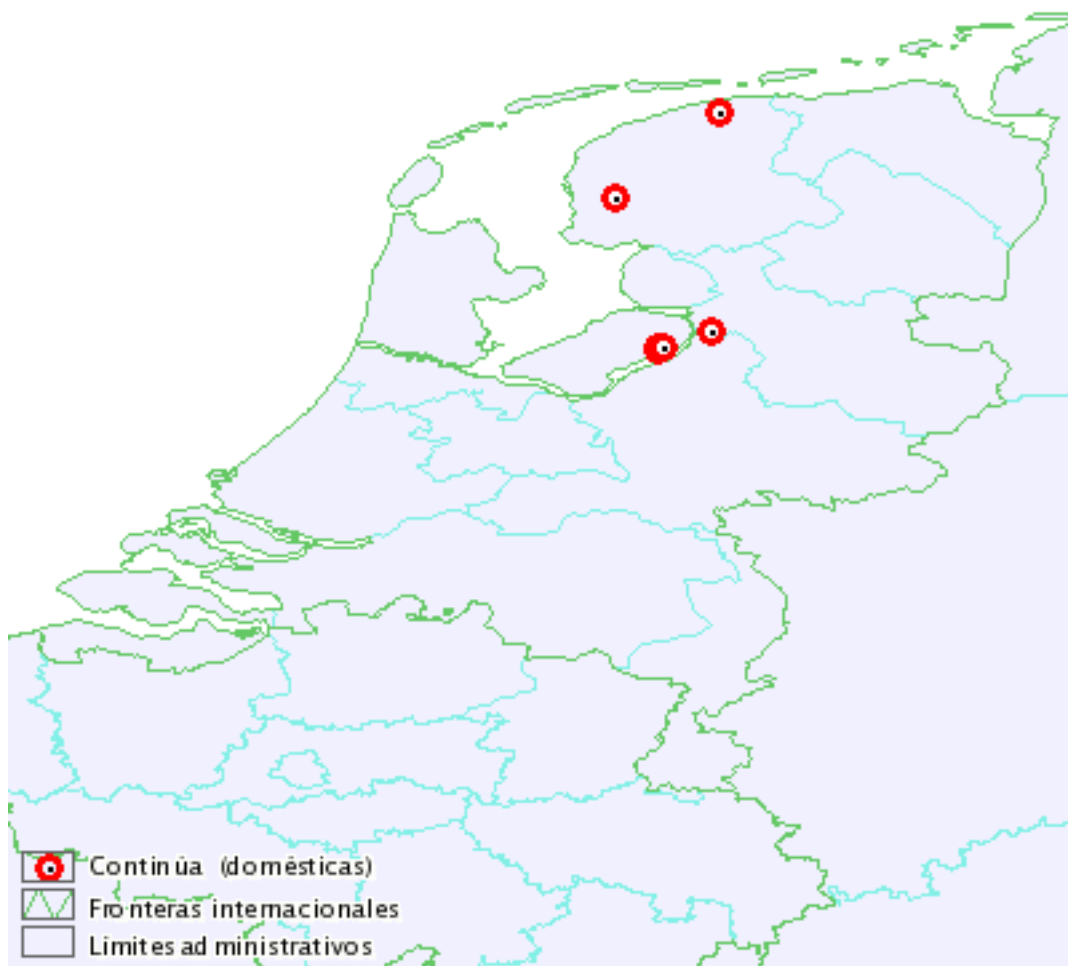 Continúa (domésticas)
Fronteras internacionales
Límites administrativos